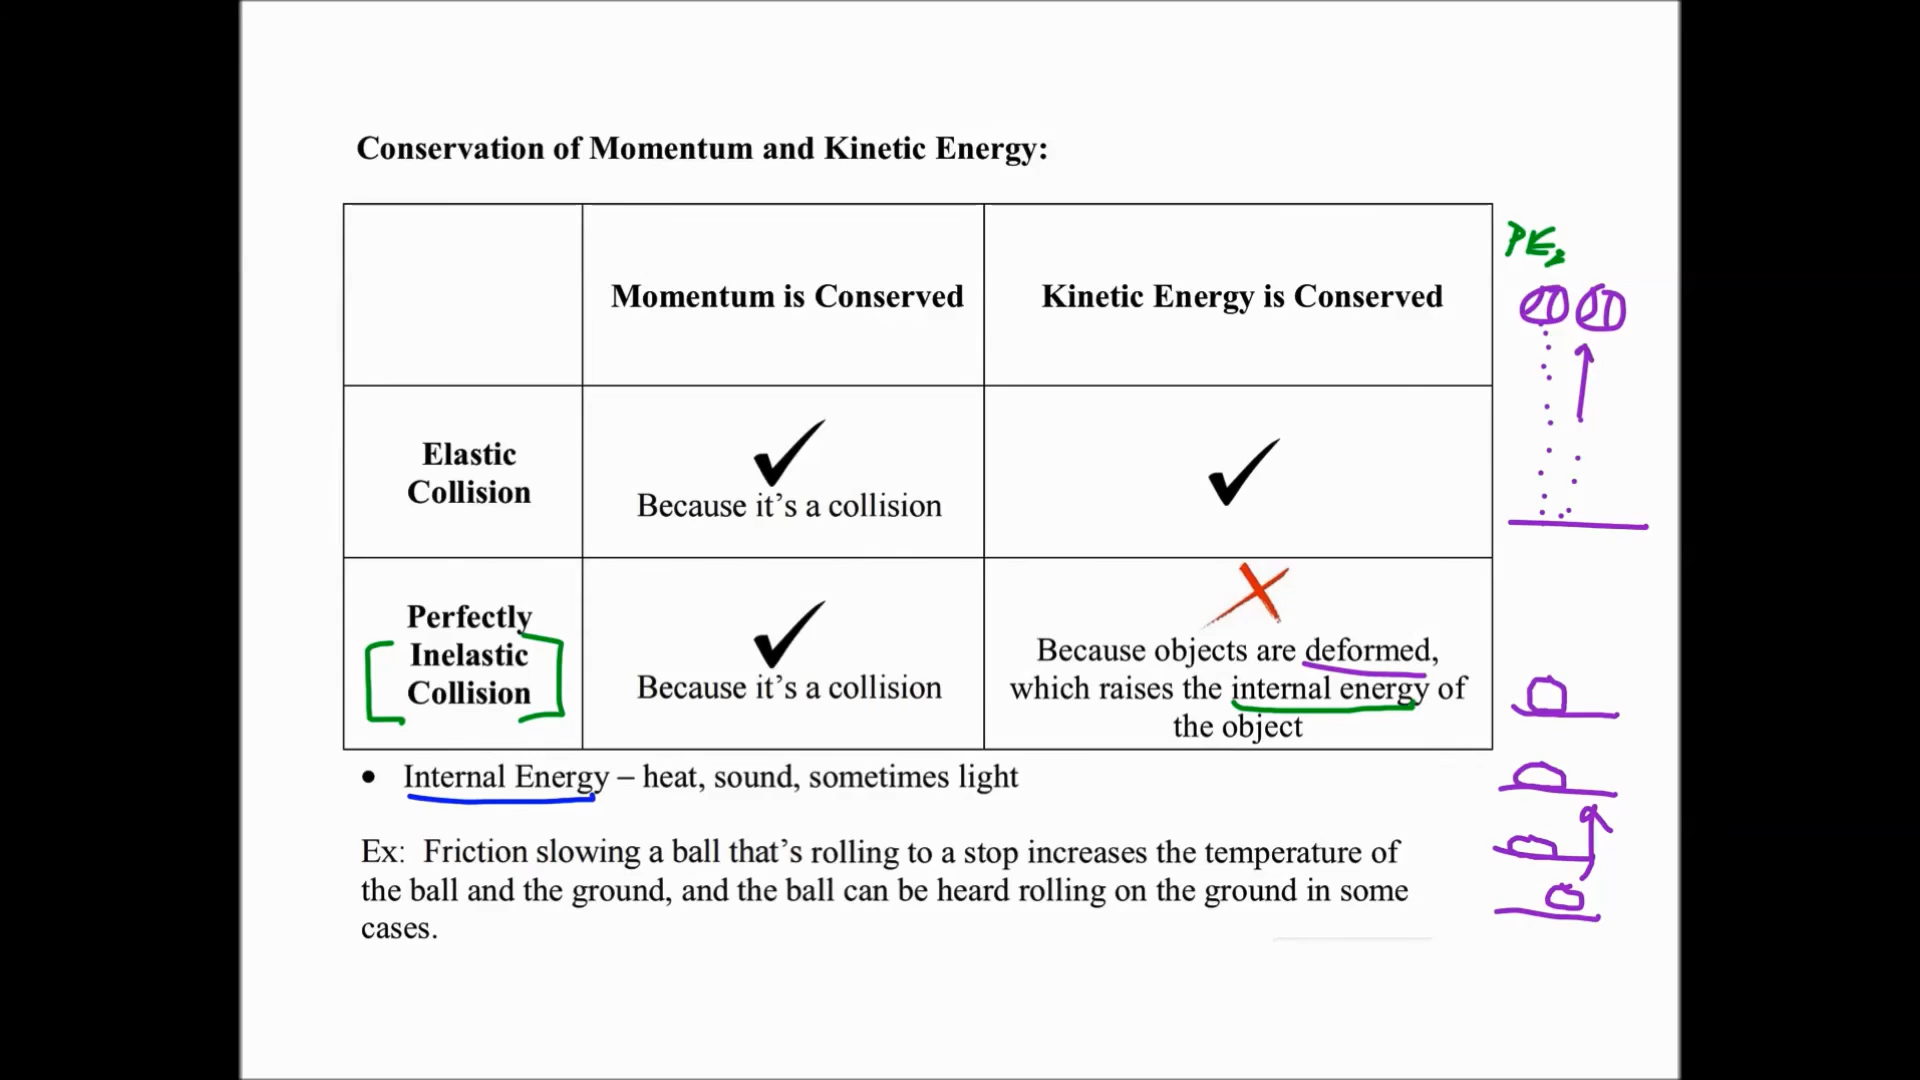 Conservation of Momentum and Kinetic Energy:
Momentum is Conserved
Kinetic Energy is Conserved
PEg
Elastic
Collision
Because it's a collision
Perfectly
Inelastic
Collision
Because it's a collision
Because objects are deformed,
which raises the internal energy of
the object
• Internal Energy – heat, sound, sometimes light
Ex: Friction slowing a ball that's rolling to a stop increases the temperature of
the ball and the ground, and the ball can be heard rolling on the ground in some
cases.